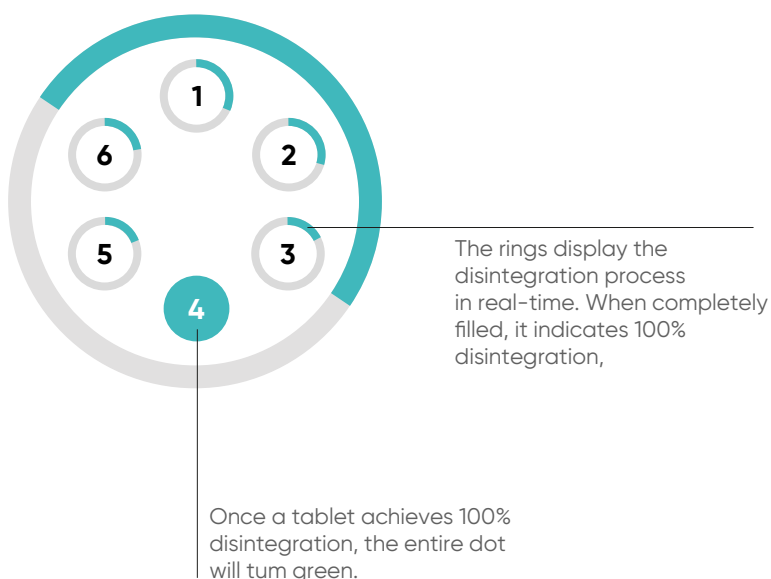 1
6
2
5
3
4
The rings display the
disintegration process
in real-time. When completely
filled, it indicates 100%
disintegration,
Once a tablet achieves 100%
disintegration, the entire dot
will tum green.